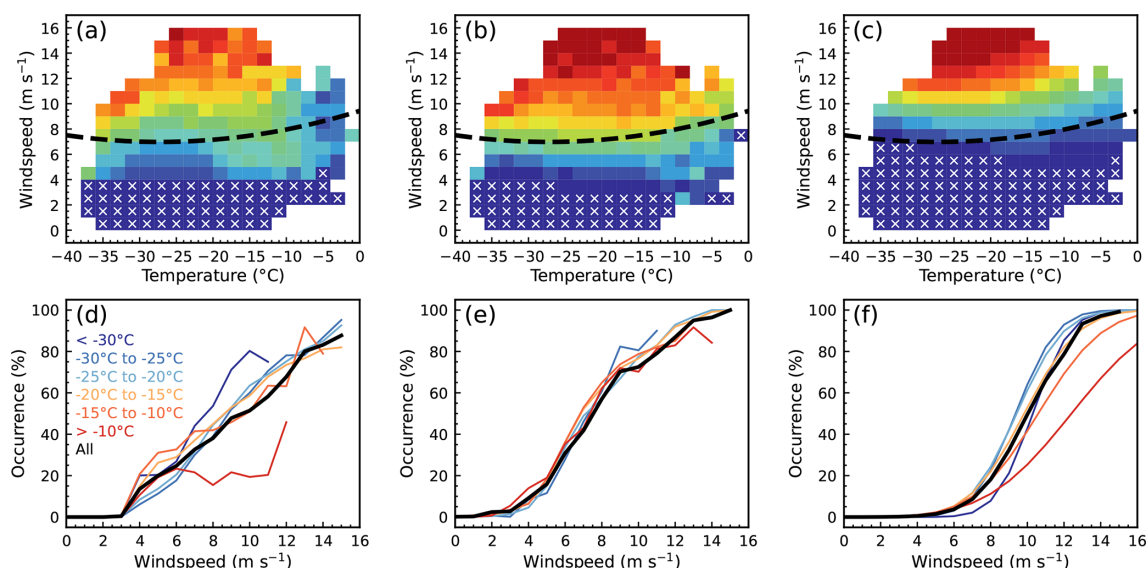 (a)
Windspeed (m s⁻¹)
16
14
12
10
8
6
4
2
0
−40 −35 −30 −25 −20 −15 −10 −5 0
Temperature (°C)
(b)
Windspeed (m s⁻¹)
16
14
12
10
8
6
4
2
0
−40 −35 −30 −25 −20 −15 −10 −5 0
Temperature (°C)
(c)
Windspeed (m s⁻¹)
16
14
12
10
8
6
4
2
0
−40 −35 −30 −25 −20 −15 −10 −5 0
Temperature (°C)
(d)
Occurrence (%)
100
80
60
40
20
0
< -30°C
-30°C to -25°C
-25°C to -20°C
-20°C to -15°C
-15°C to -10°C
> -10°C
All
0 2 4 6 8 10 12 14 16
Windspeed (m s⁻¹)
(e)
Occurrence (%)
100
80
60
40
20
0
0 2 4 6 8 10 12 14 16
Windspeed (m s⁻¹)
(f)
Occurrence (%)
100
80
60
40
20
0
0 2 4 6 8 10 12 14 16
Windspeed (m s⁻¹)